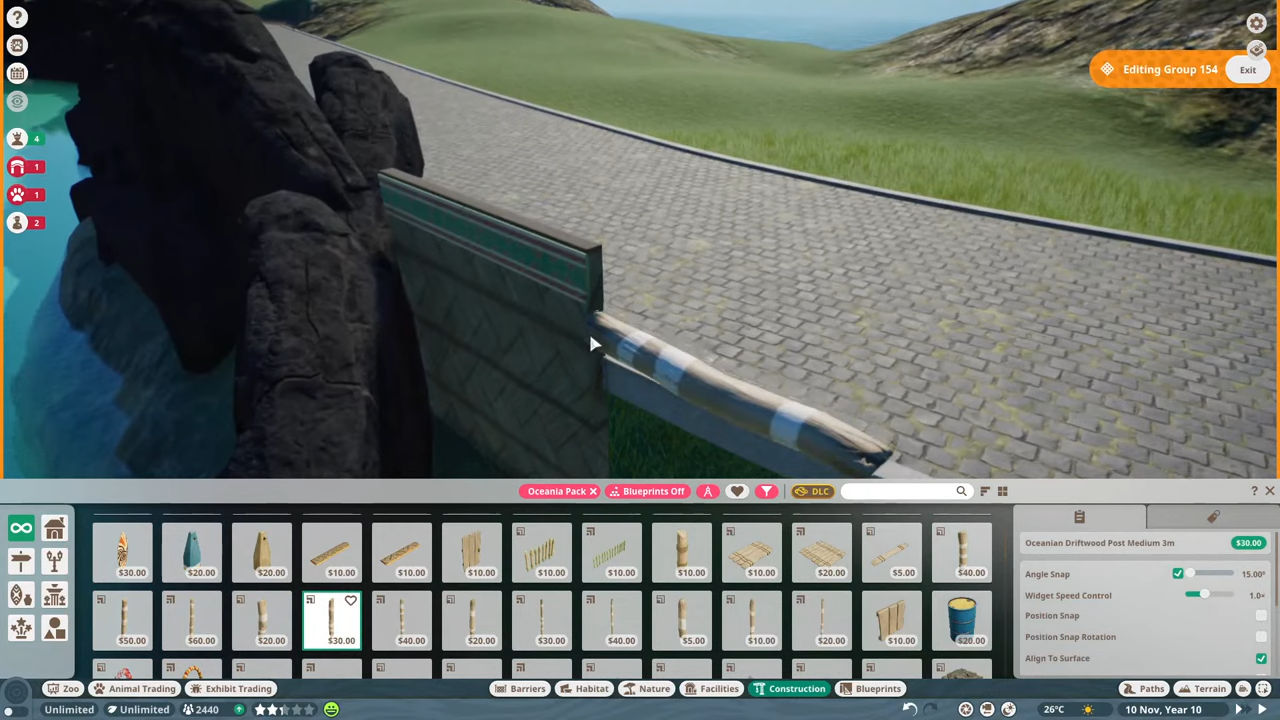 ?
Editing Group 154
Exit
4
1
1
2
Oceania Pack ×
Blueprints Off
DLC
? ×
$30.00 $20.00 $20.00 $10.00 $10.00 $10.00 $10.00 $10.00 $10.00 $10.00 $20.00 $5.00 $40.00
$50.00 $60.00 $20.00 $30.00 $40.00 $20.00 $30.00 $40.00 $5.00 $10.00 $20.00 $10.00 $20.00
Oceanian Driftwood Post Medium 3m $30.00
Angle Snap 15.00°
Widget Speed Control 1.0×
Position Snap
Position Snap Rotation
Align To Surface
Zoo Animal Trading Exhibit Trading Barriers Habitat Nature Facilities Construction Blueprints Paths Terrain
Unlimited Unlimited 2440 26°C 10 Nov, Year 10